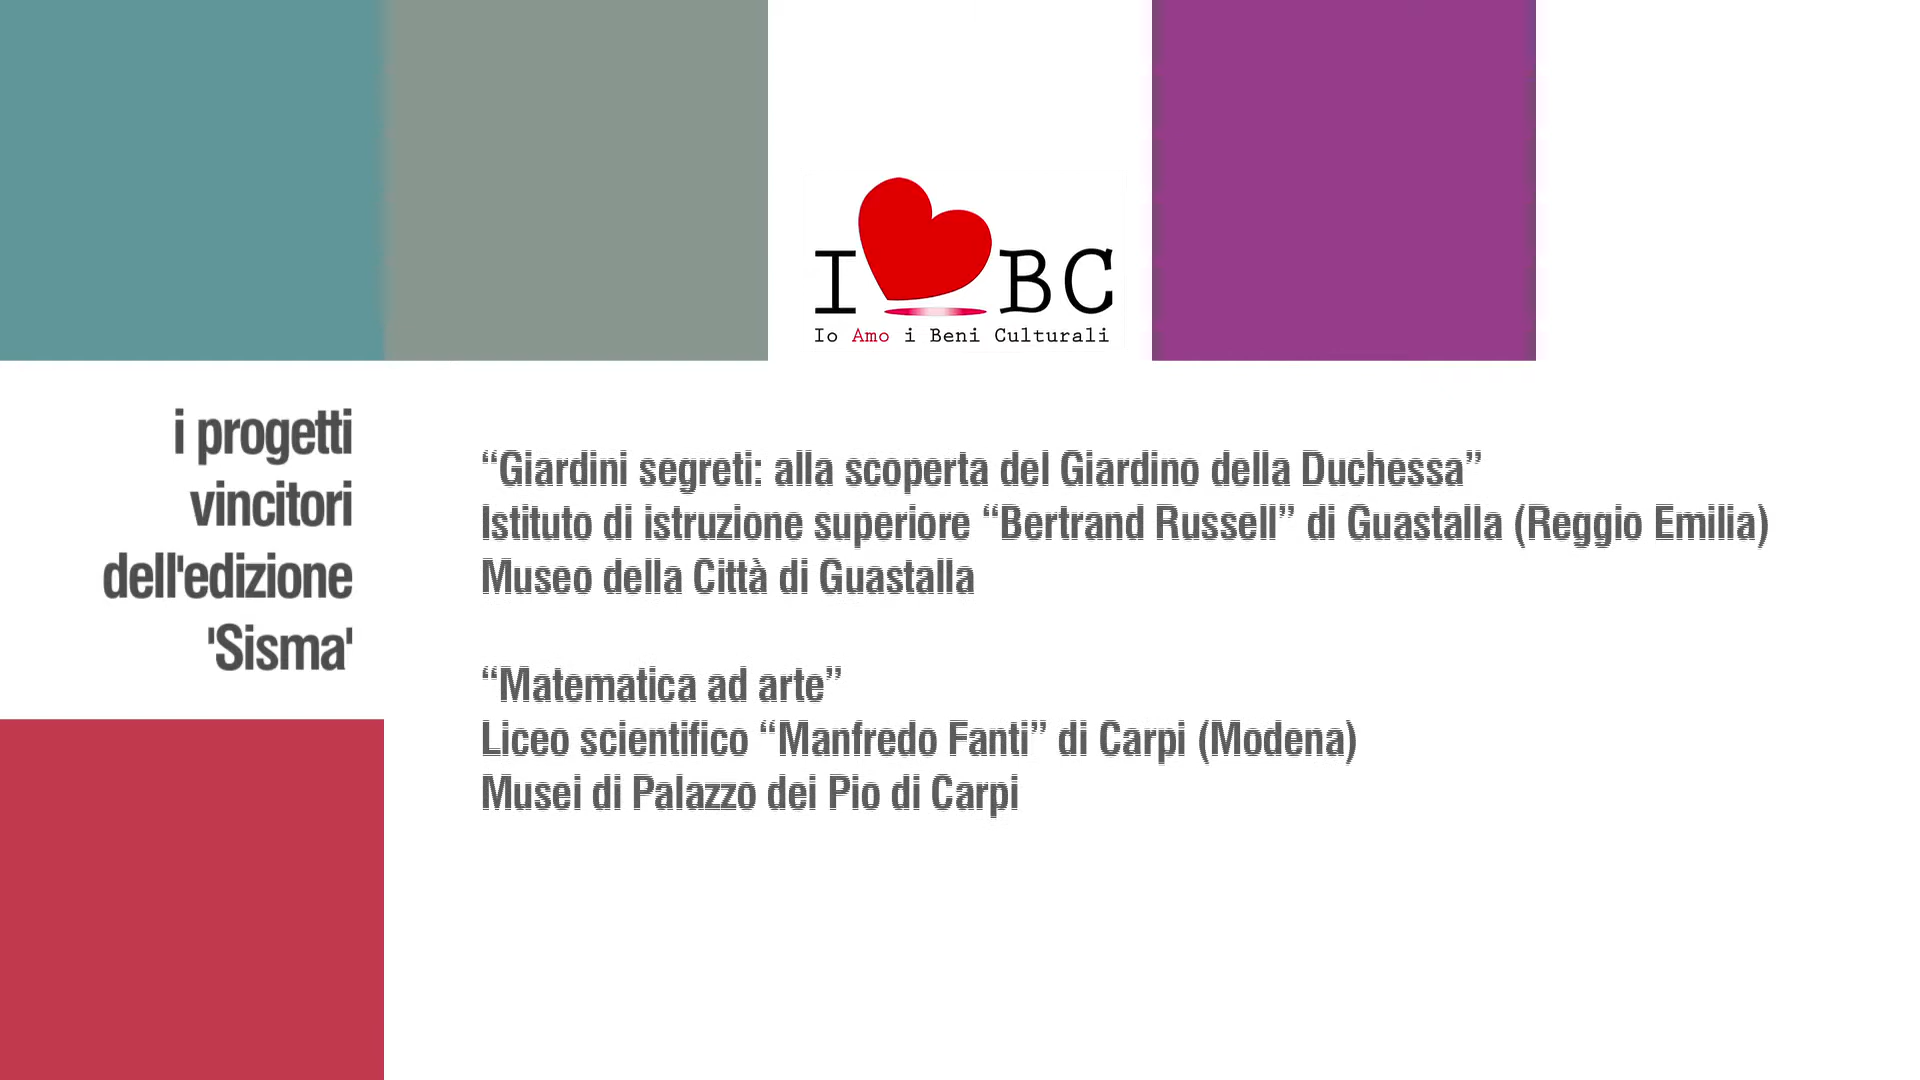 I BC
Io Amo i Beni Culturali
i progetti
vincitori
dell'edizione
'Sisma'
“Giardini segreti: alla scoperta del Giardino della Duchessa”
Istituto di istruzione superiore “Bertrand Russell” di Guastalla (Reggio Emilia)
Museo della Città di Guastalla
“Matematica ad arte”
Liceo scientifico “Manfredo Fanti” di Carpi (Modena)
Musei di Palazzo dei Pio di Carpi